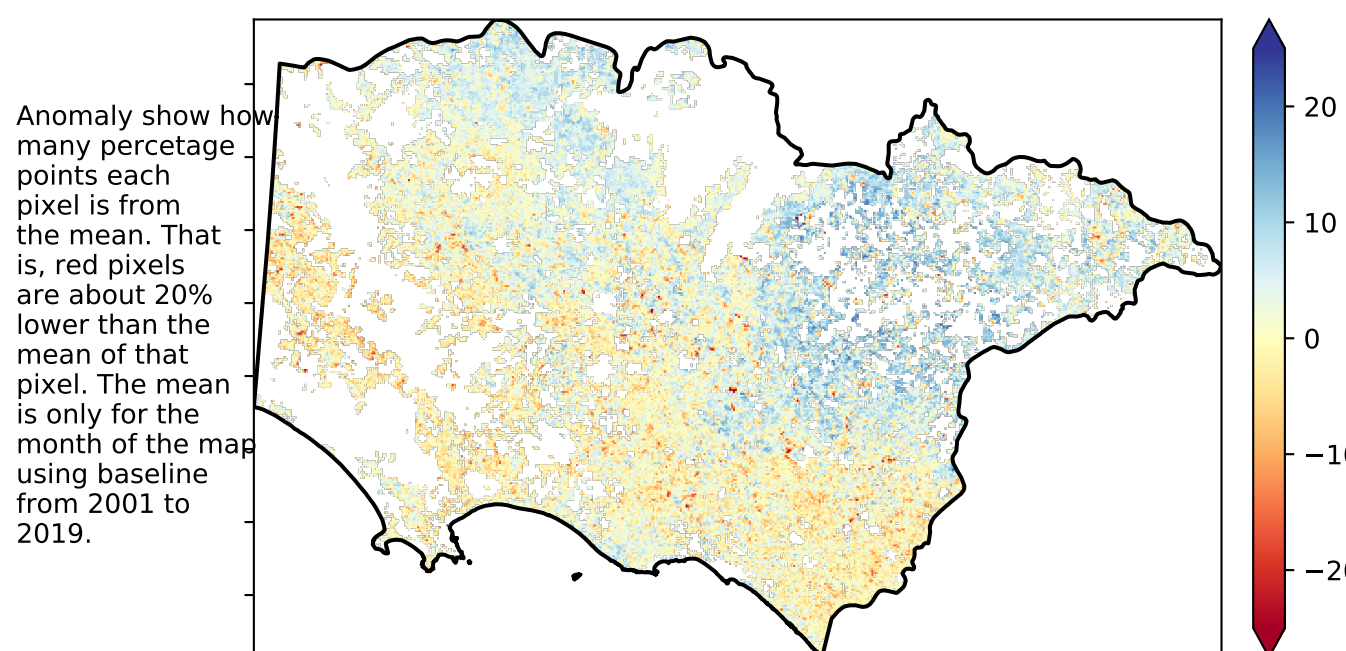 Anomaly show how
many percetage
points each
pixel is from
the mean. That
is, red pixels
are about 20%
lower than the
mean of that
pixel. The mean
is only for the
month of the map
using baseline
from 2001 to
2019.
20
10
0
−10
−20